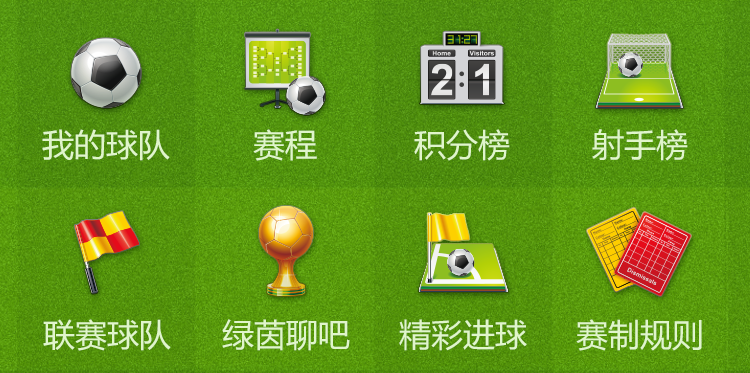 31:27
Home
Visitors
2:1
我的球队
赛程
积分榜
射手榜
Dismissals
联赛球队
绿茵聊吧
精彩进球
赛制规则